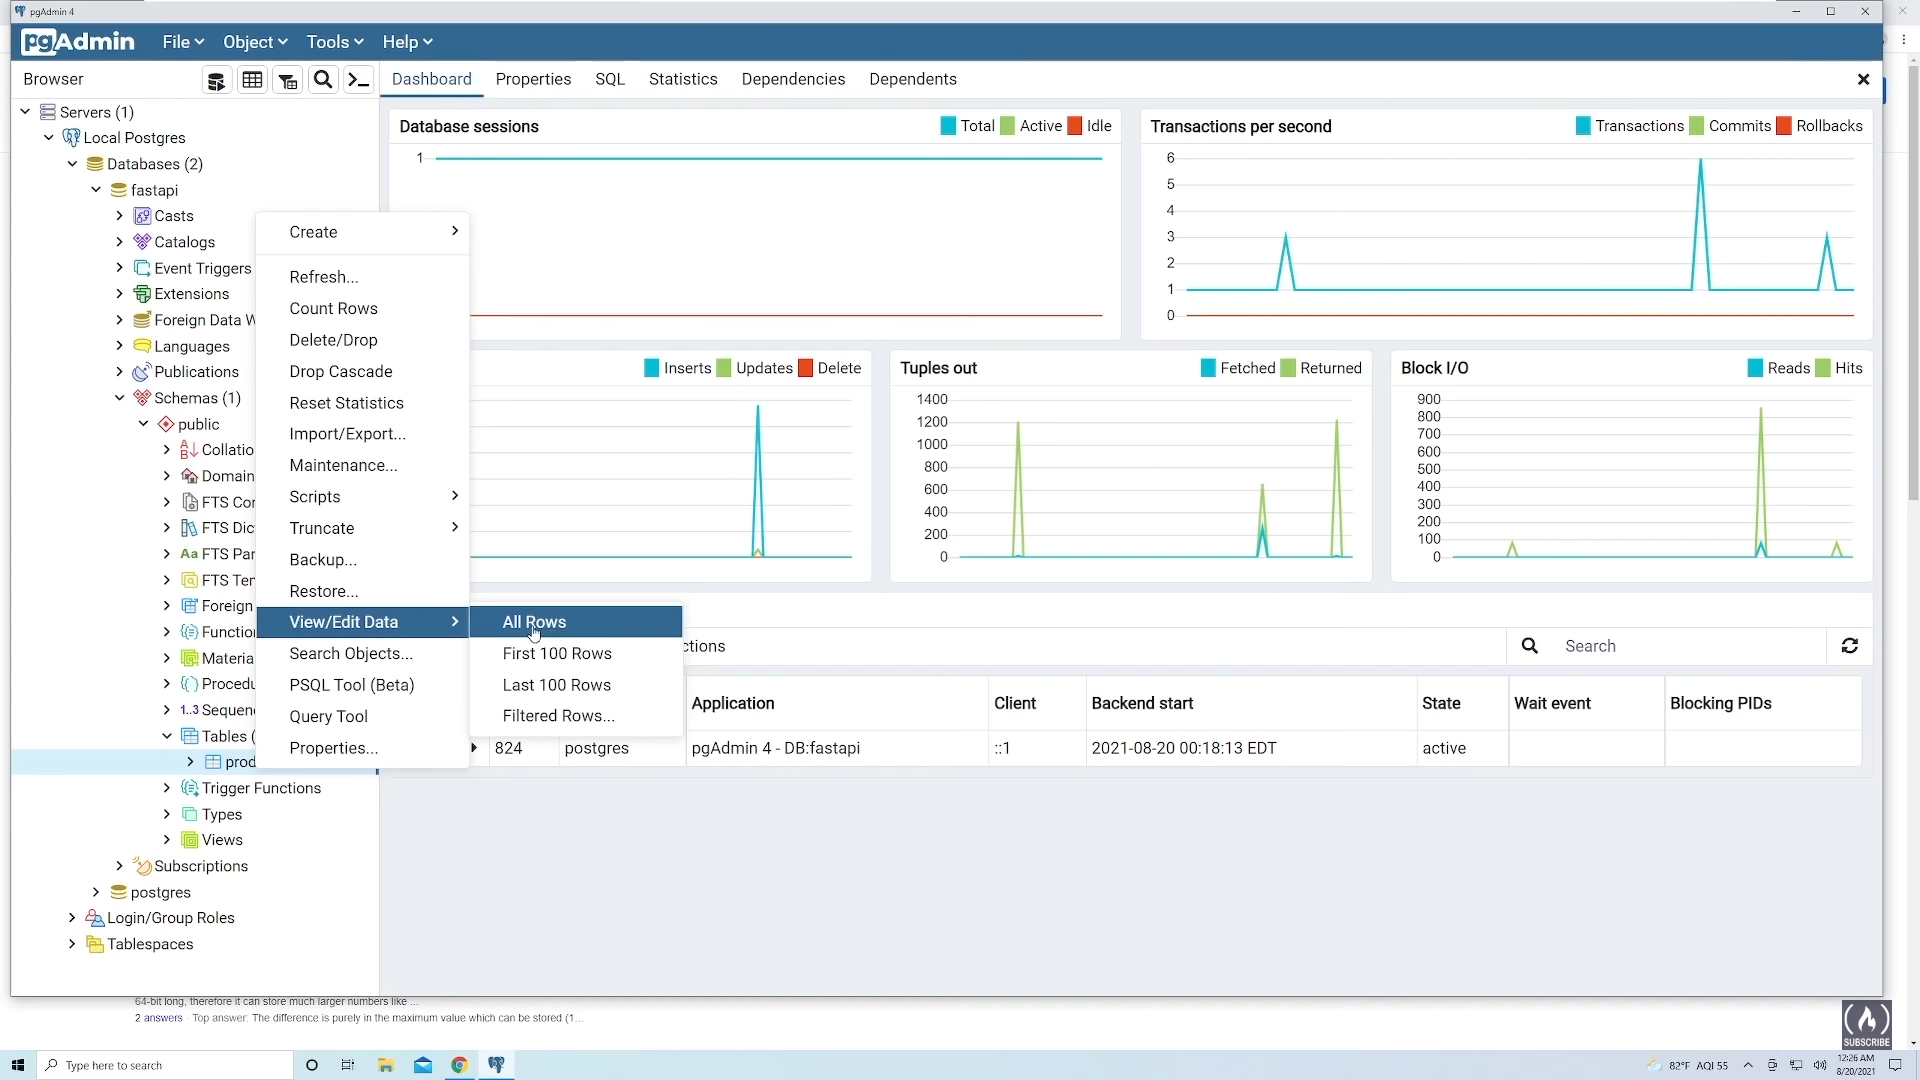 pgAdmin 4
pgAdmin File Object Tools Help
Browser
Dashboard Properties SQL Statistics Dependencies Dependents
Servers (1)
Local Postgres
Databases (2)
fastapi
Casts
Catalogs
Event Triggers
Extensions
Foreign Data W
Languages
Publications
Schemas (1)
public
Collatio
Domain
FTS Cor
FTS Dic
Aa FTS Par
FTS Ter
Foreign
Functio
Materia
Procedu
1..3 Sequen
Tables (
prod
Trigger Functions
Types
Views
Subscriptions
postgres
Login/Group Roles
Tablespaces
Create
Refresh...
Count Rows
Delete/Drop
Drop Cascade
Reset Statistics
Import/Export...
Maintenance...
Scripts
Truncate
Backup...
Restore...
View/Edit Data
Search Objects...
PSQL Tool (Beta)
Query Tool
Properties...
All Rows
First 100 Rows
Last 100 Rows
Filtered Rows...
Database sessions
Total Active Idle
1
Transactions per second
Transactions Commits Rollbacks
6
5
4
3
2
1
0
Inserts Updates Delete
Tuples out
Fetched Returned
1400
1200
1000
800
600
400
200
0
Block I/O
Reads Hits
900
800
700
600
500
400
300
200
100
0
ctions
Search
Application Client Backend start State Wait event Blocking PIDs
824 postgres pgAdmin 4 - DB:fastapi ::1 2021-08-20 00:18:13 EDT active
64-bit long, therefore it can store much larger numbers like ...
2 answers · Top answer: The difference is purely in the maximum value which can be stored (1...
SUBSCRIBE
Type here to search
82°F AQI 55
12:26 AM
8/20/2021